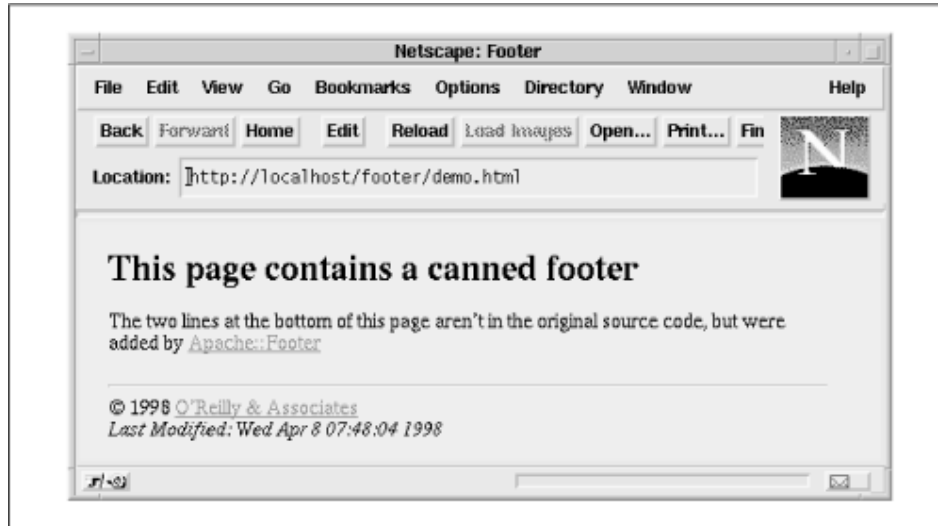 Netscape: Footer
File Edit View Go Bookmarks Options Directory Window Help
Back Forward Home Edit Reload Load Images Open... Print... Fin
N
Location: http://localhost/footer/demo.html
This page contains a canned footer
The two lines at the bottom of this page aren't in the original source code, but were
added by Apache::Footer
© 1998 O'Reilly & Associates
Last Modified: Wed Apr 8 07:48:04 1998